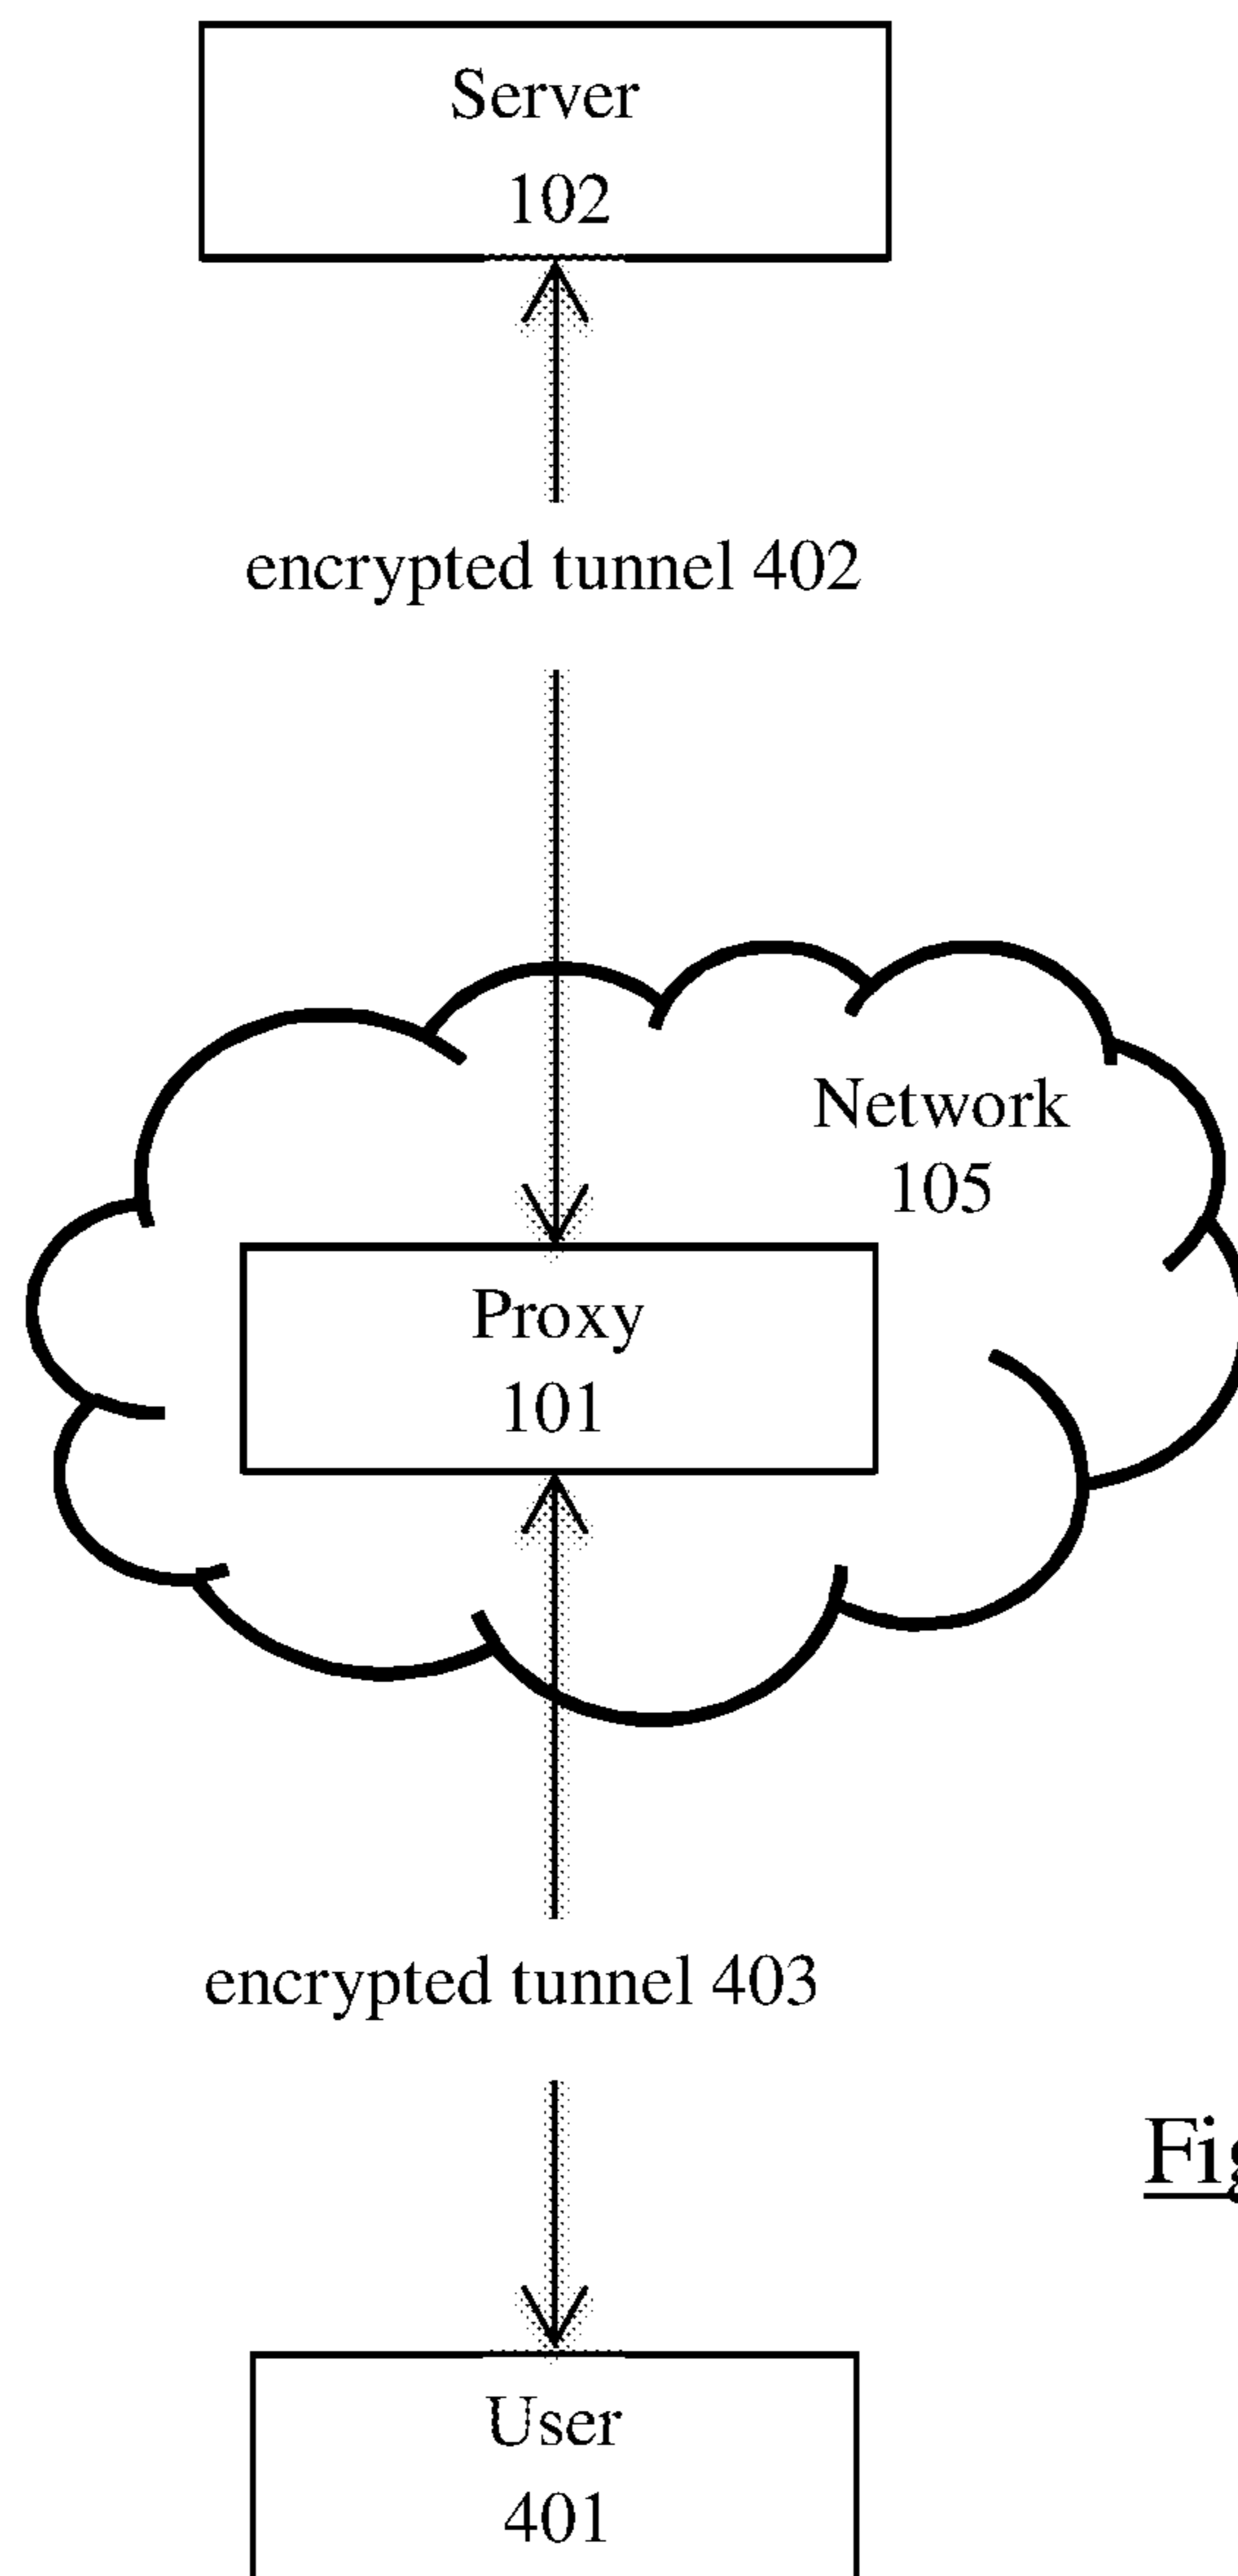 Server
102
encrypted tunnel 402
Network
105
Proxy
101
encrypted tunnel 403
User
401